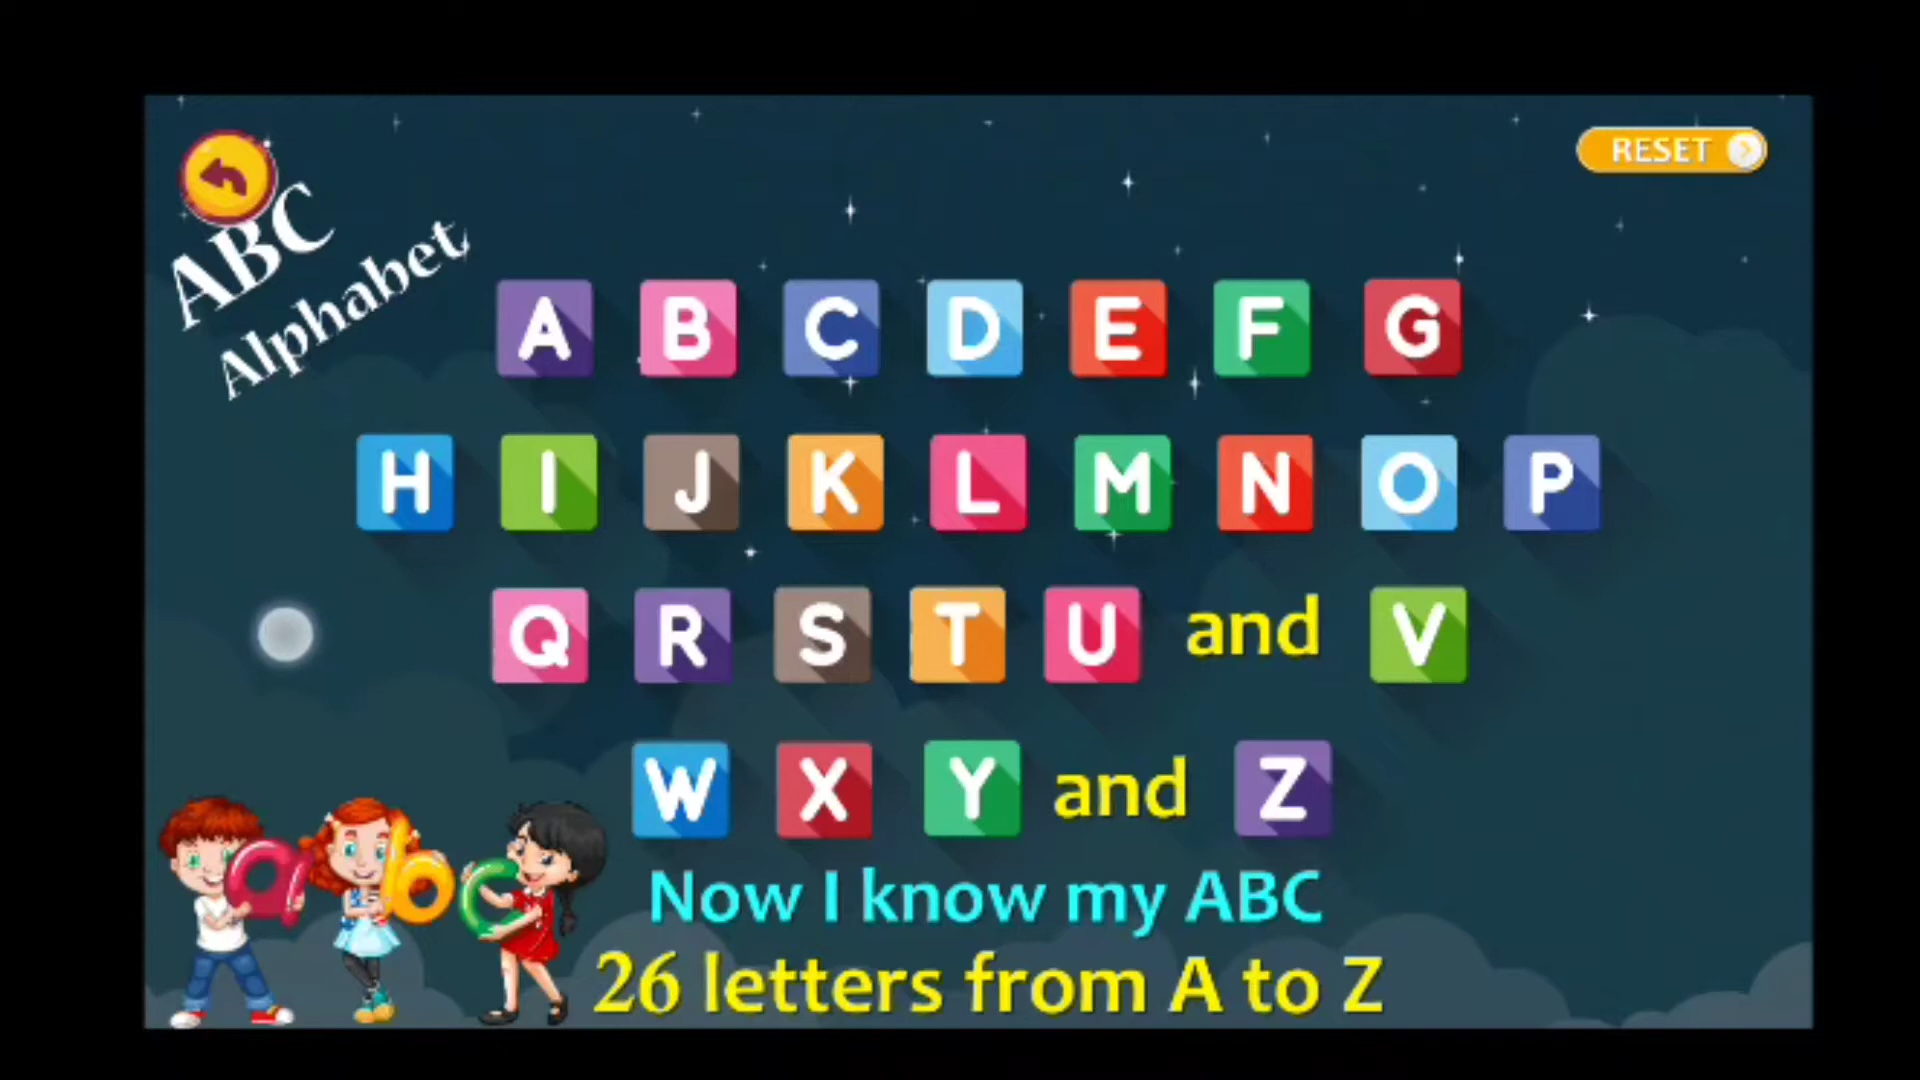 RESET
ABC
Alphabet
A B C D E F G
H I J K L M N O P
Q R S T U and V
W X Y and Z
a b c
Now I know my ABC
26 letters from A to Z